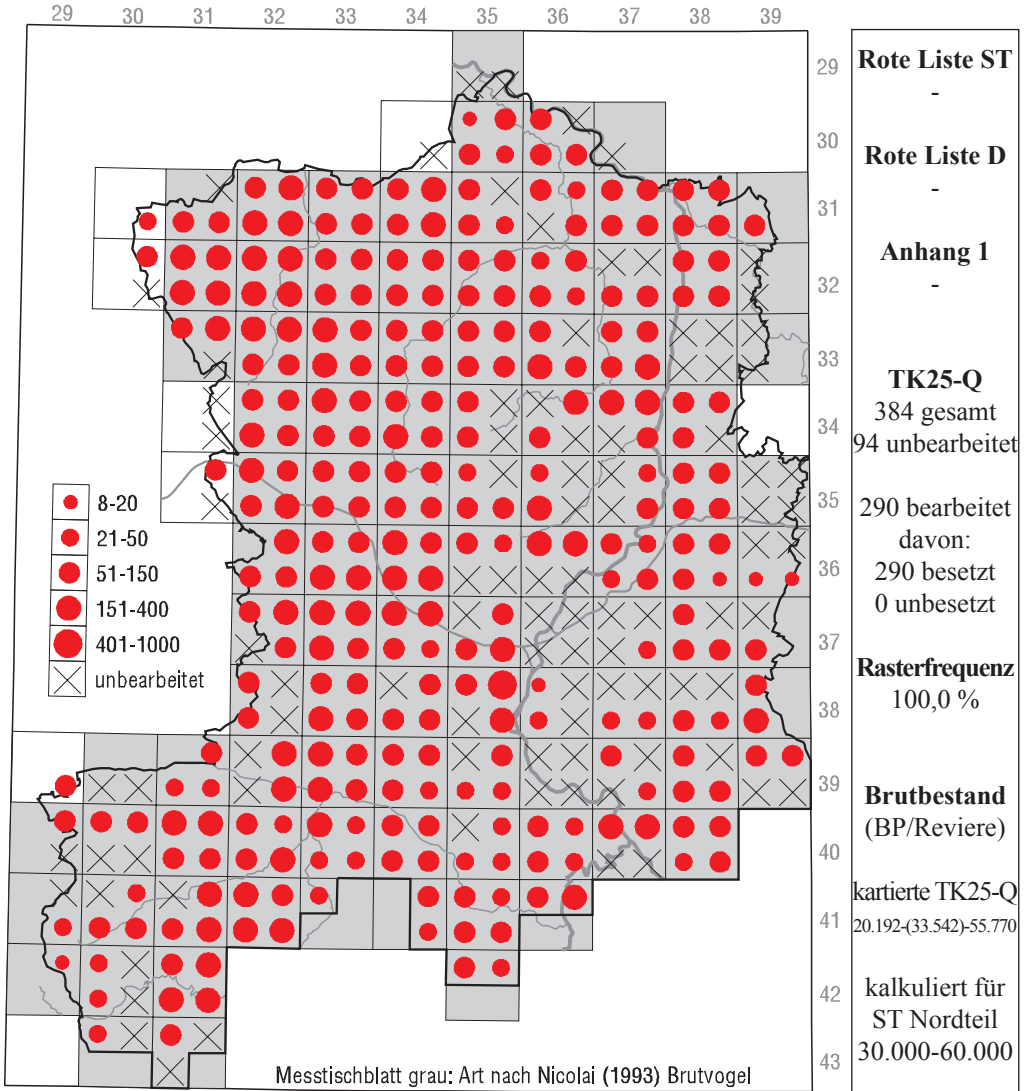 29 30 31 32 33 34 35 36 37 38 39
29
30
31
32
33
34
35
36
37
38
39
40
41
42
43
8-20
21-50
51-150
151-400
401-1000
unbearbeitet
Messtischblatt grau: Art nach Nicolai (1993) Brutvogel
Rote Liste ST
-
Rote Liste D
-
Anhang 1
-
TK25-Q
384 gesamt
94 unbearbeitet
290 bearbeitet
davon:
290 besetzt
0 unbesetzt
Rasterfrequenz
100,0 %
Brutbestand
(BP/Reviere)
kartierte TK25-Q
20.192-(33.542)-55.770
kalkuliert für
ST Nordteil
30.000-60.000